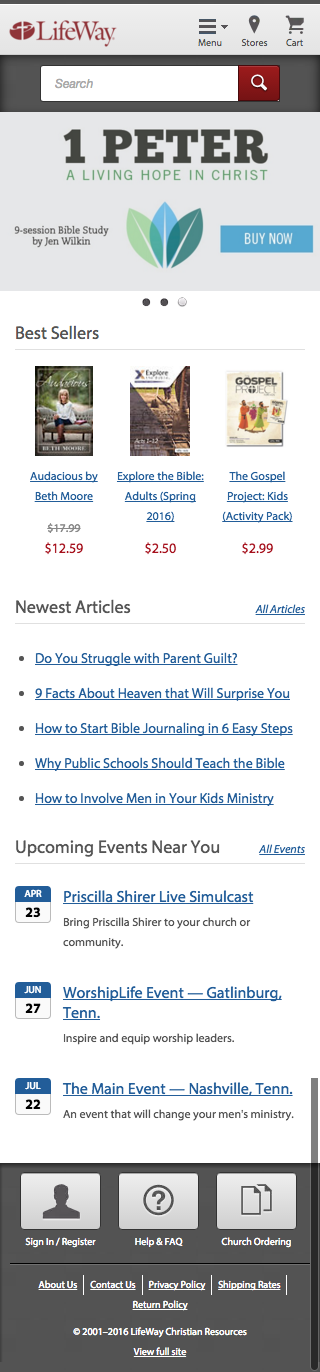 LifeWay
Menu
Stores
Cart
Search
1 PETER
A LIVING HOPE IN CHRIST
9-session Bible Study
by Jen Wilkin
BUY NOW
Best Sellers
Audacious
BETH MOORE
Explore
THE BIBLE
Acts 1-12
THE
GOSPEL
PROJECT
Audacious by
Beth Moore
$17.99
$12.59
Explore the Bible:
Adults (Spring
2016)
$2.50
The Gospel
Project: Kids
(Activity Pack)
$2.99
Newest Articles
All Articles
Do You Struggle with Parent Guilt?
9 Facts About Heaven that Will Surprise You
How to Start Bible Journaling in 6 Easy Steps
Why Public Schools Should Teach the Bible
How to Involve Men in Your Kids Ministry
Upcoming Events Near You
All Events
APR
23
Priscilla Shirer Live Simulcast
Bring Priscilla Shirer to your church or
community.
JUN
27
WorshipLife Event — Gatlinburg,
Tenn.
Inspire and equip worship leaders.
JUL
22
The Main Event — Nashville, Tenn.
An event that will change your men's ministry.
Sign In / Register
Help & FAQ
Church Ordering
About Us
Contact Us
Privacy Policy
Shipping Rates
Return Policy
© 2001–2016 LifeWay Christian Resources
View full site